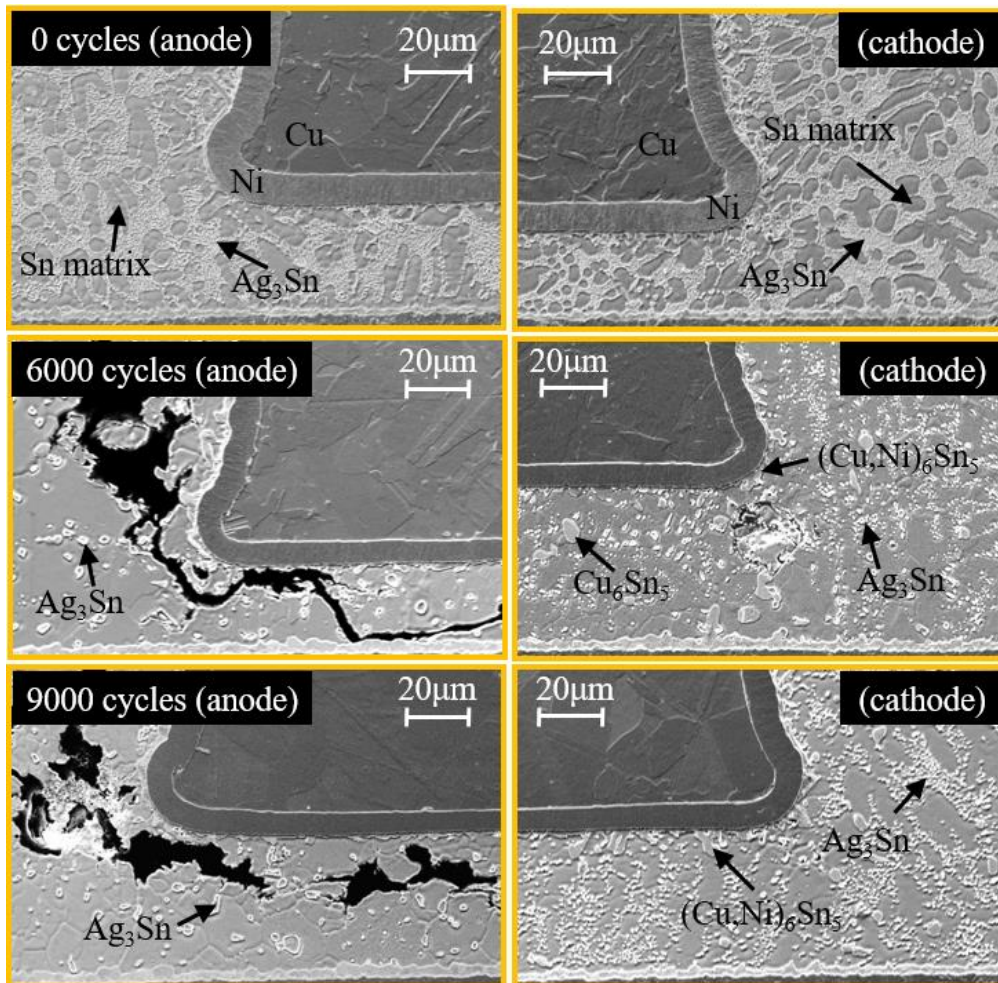 0 cycles (anode)
20μm
Cu
Ni
Sn matrix
Ag₃Sn
(cathode)
20μm
Sn matrix
Cu
Ni
Ag₃Sn
6000 cycles (anode)
20μm
Ag₃Sn
(cathode)
20μm
(Cu,Ni)₆Sn₅
Cu₆Sn₅
Ag₃Sn
9000 cycles (anode)
20μm
Ag₃Sn
(cathode)
20μm
Ag₃Sn
(Cu,Ni)₆Sn₅